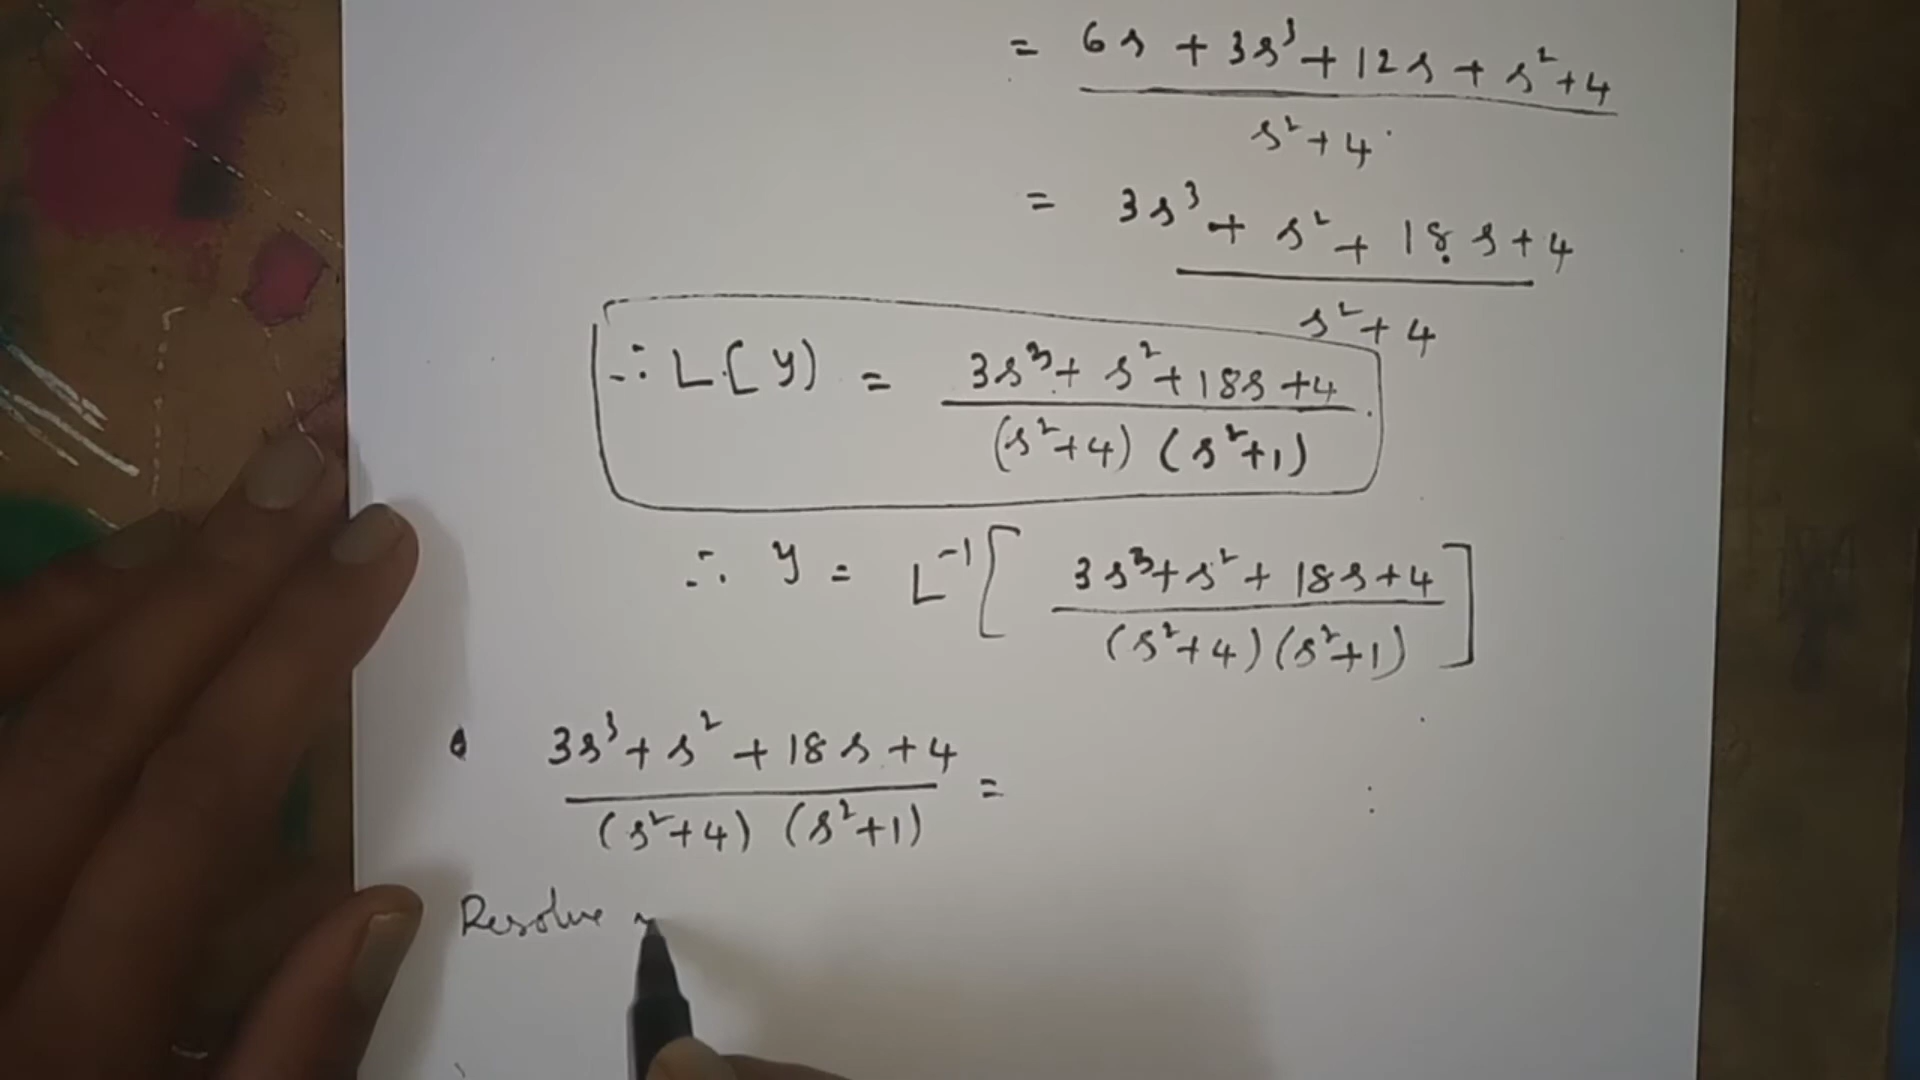 = 6s + 3s³ + 12s + s² + 4 / s² + 4
= 3s³ + s² + 18s + 4 / s² + 4
∴ L[y) = 3s³ + s² + 18s + 4 / (s² + 4) (s² + 1)
∴ y = L⁻¹ [ 3s³ + s² + 18s + 4 / (s² + 4) (s² + 1) ]
3s³ + s² + 18s + 4 / (s² + 4) (s² + 1) =
Resolve